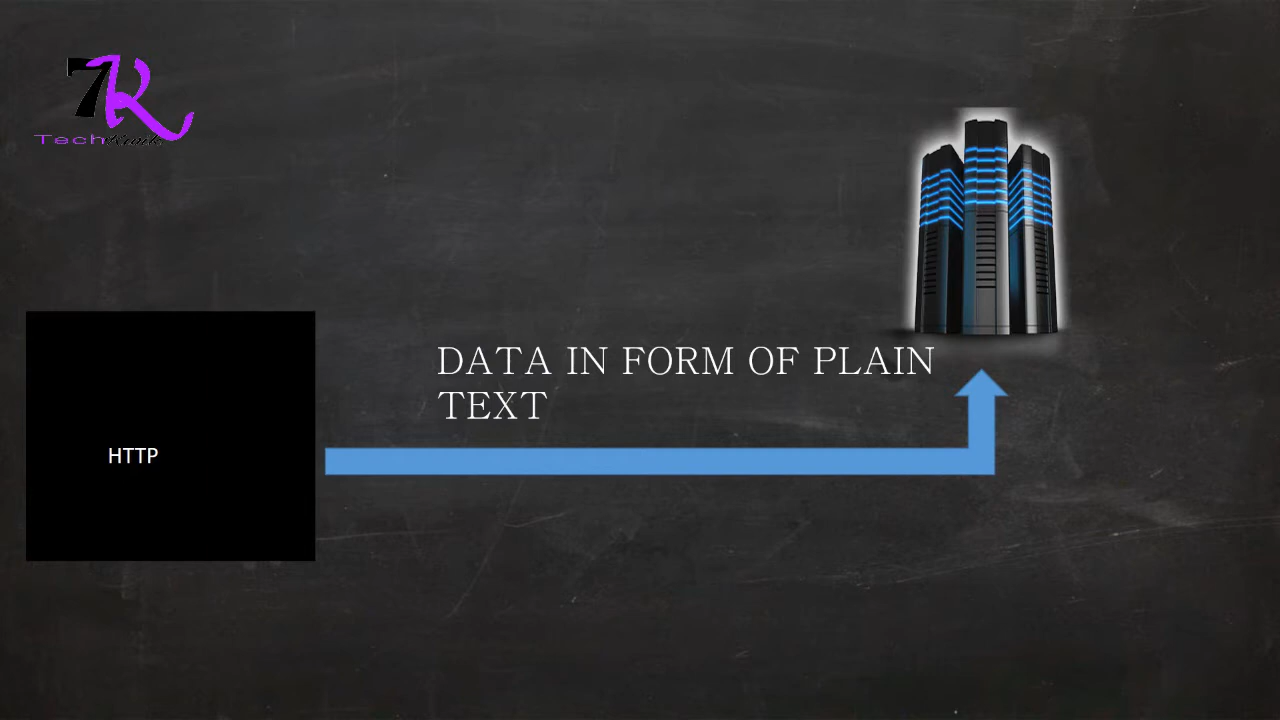 7K
Tech
HTTP
DATA IN FORM OF PLAIN
TEXT